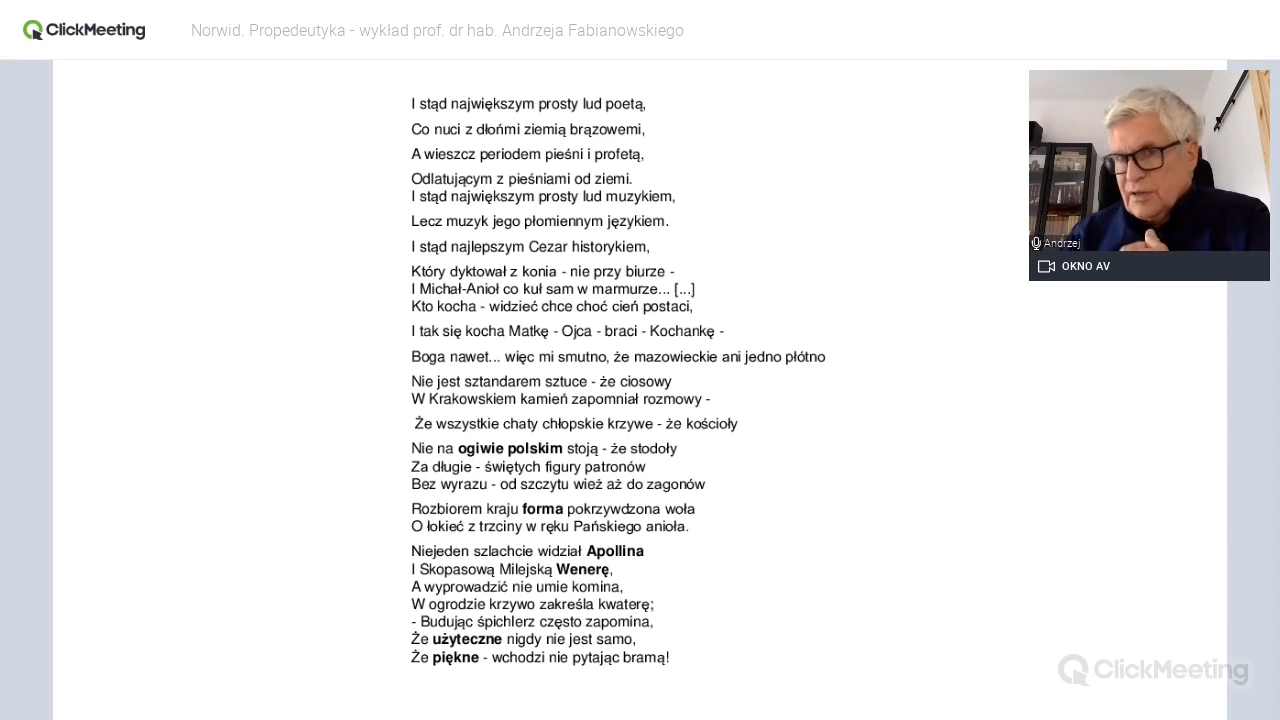 ClickMeeting
Norwid. Propedeutyka - wykład prof. dr hab. Andrzeja Fabianowskiego
I stąd największym prosty lud poetą,
Co nuci z dłońmi ziemią brązowemi,
A wieszcz periodem pieśni i profetą,
Odlatującym z pieśniami od ziemi.
I stąd największym prosty lud muzykiem,
Lecz muzyk jego płomiennym językiem.
I stąd najlepszym Cezar historykiem,
Który dyktował z konia - nie przy biurze -
I Michał-Anioł co kuł sam w marmurze... [...]
Kto kocha - widzieć chce choć cień postaci,
I tak się kocha Matkę - Ojca - braci - Kochankę -
Boga nawet... więc mi smutno, że mazowieckie ani jedno płótno
Nie jest sztandarem sztuce - że ciosowy
W Krakowskiem kamień zapomniał rozmowy -
Że wszystkie chaty chłopskie krzywe - że kościoły
Nie na ogiwie polskim stoją - że stodoły
Za długie - świętych figury patronów
Bez wyrazu - od szczytu wież aż do zagonów
Rozbiorem kraju forma pokrzywdzona woła
O łokieć z trzciny w ręku Pańskiego anioła.
Niejeden szlachcie widział Apollina
I Skopasową Milejską Wenerę,
A wyprowadzić nie umie komina,
W ogrodzie krzywo zakreśla kwaterę;
- Budując śpichlerz często zapomina,
Że użyteczne nigdy nie jest samo,
Że piękne - wchodzi nie pytając bramą!
Andrzej
OKNO AV
ClickMeeting